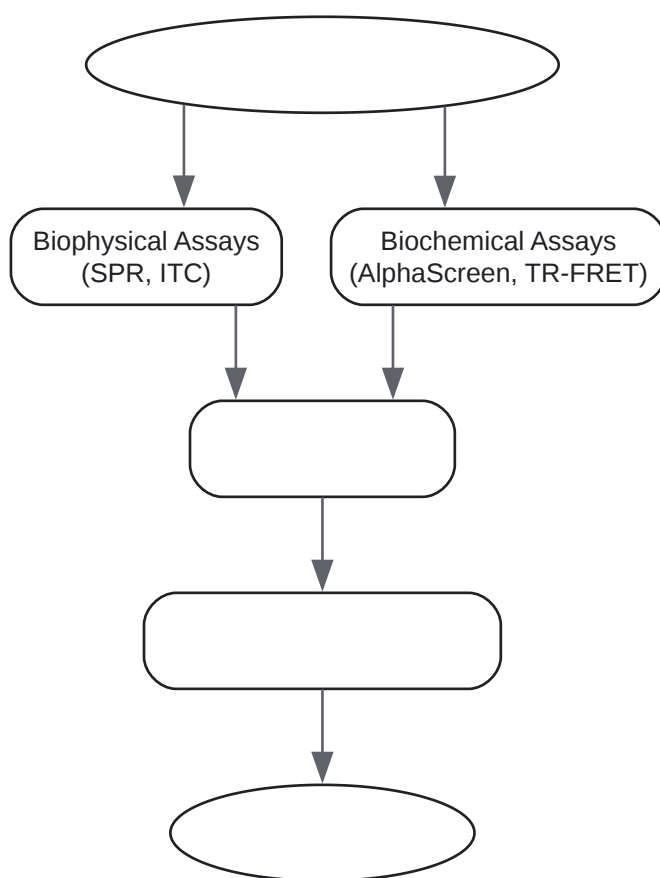 Biophysical Assays
(SPR, ITC)
Biochemical Assays
(AlphaScreen, TR-FRET)